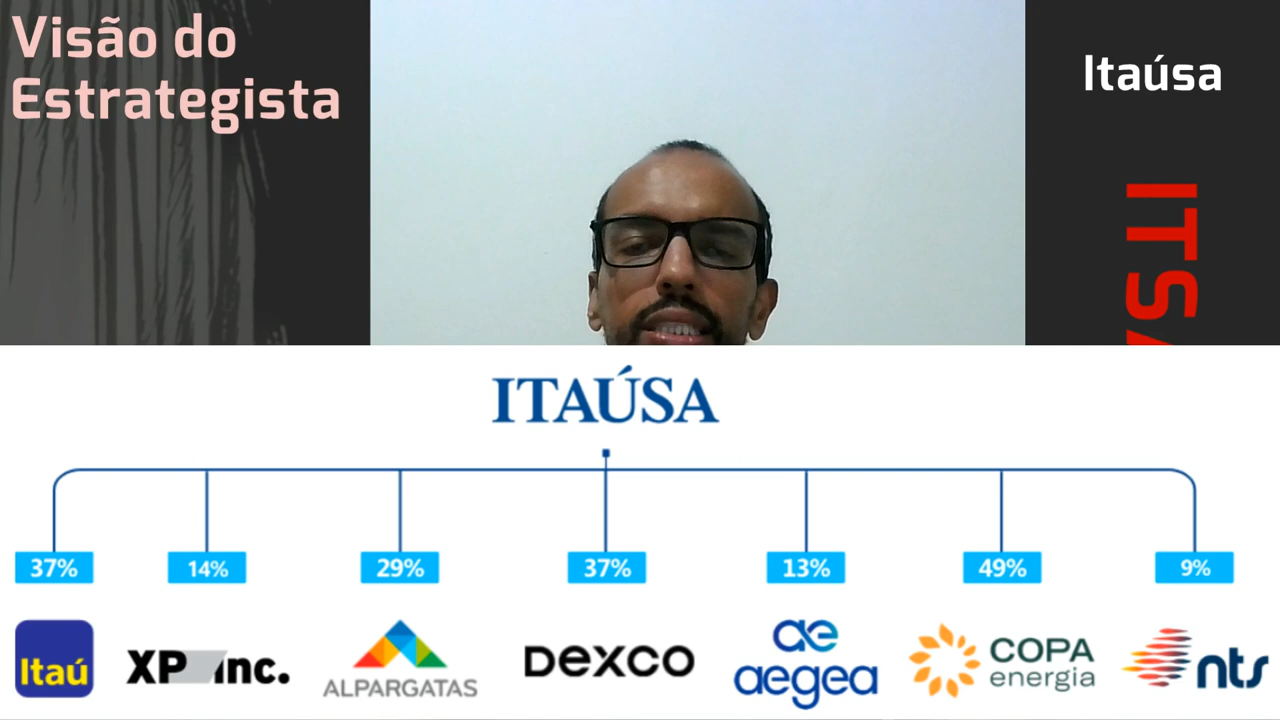 Visão do
Estrategista
Itaúsa
ITSA
ITAÚSA
37%
14%
29%
37%
13%
49%
9%
Itaú
XP inc.
ALPARGATAS
Dexco
ae
aegea
COPA
energia
nts